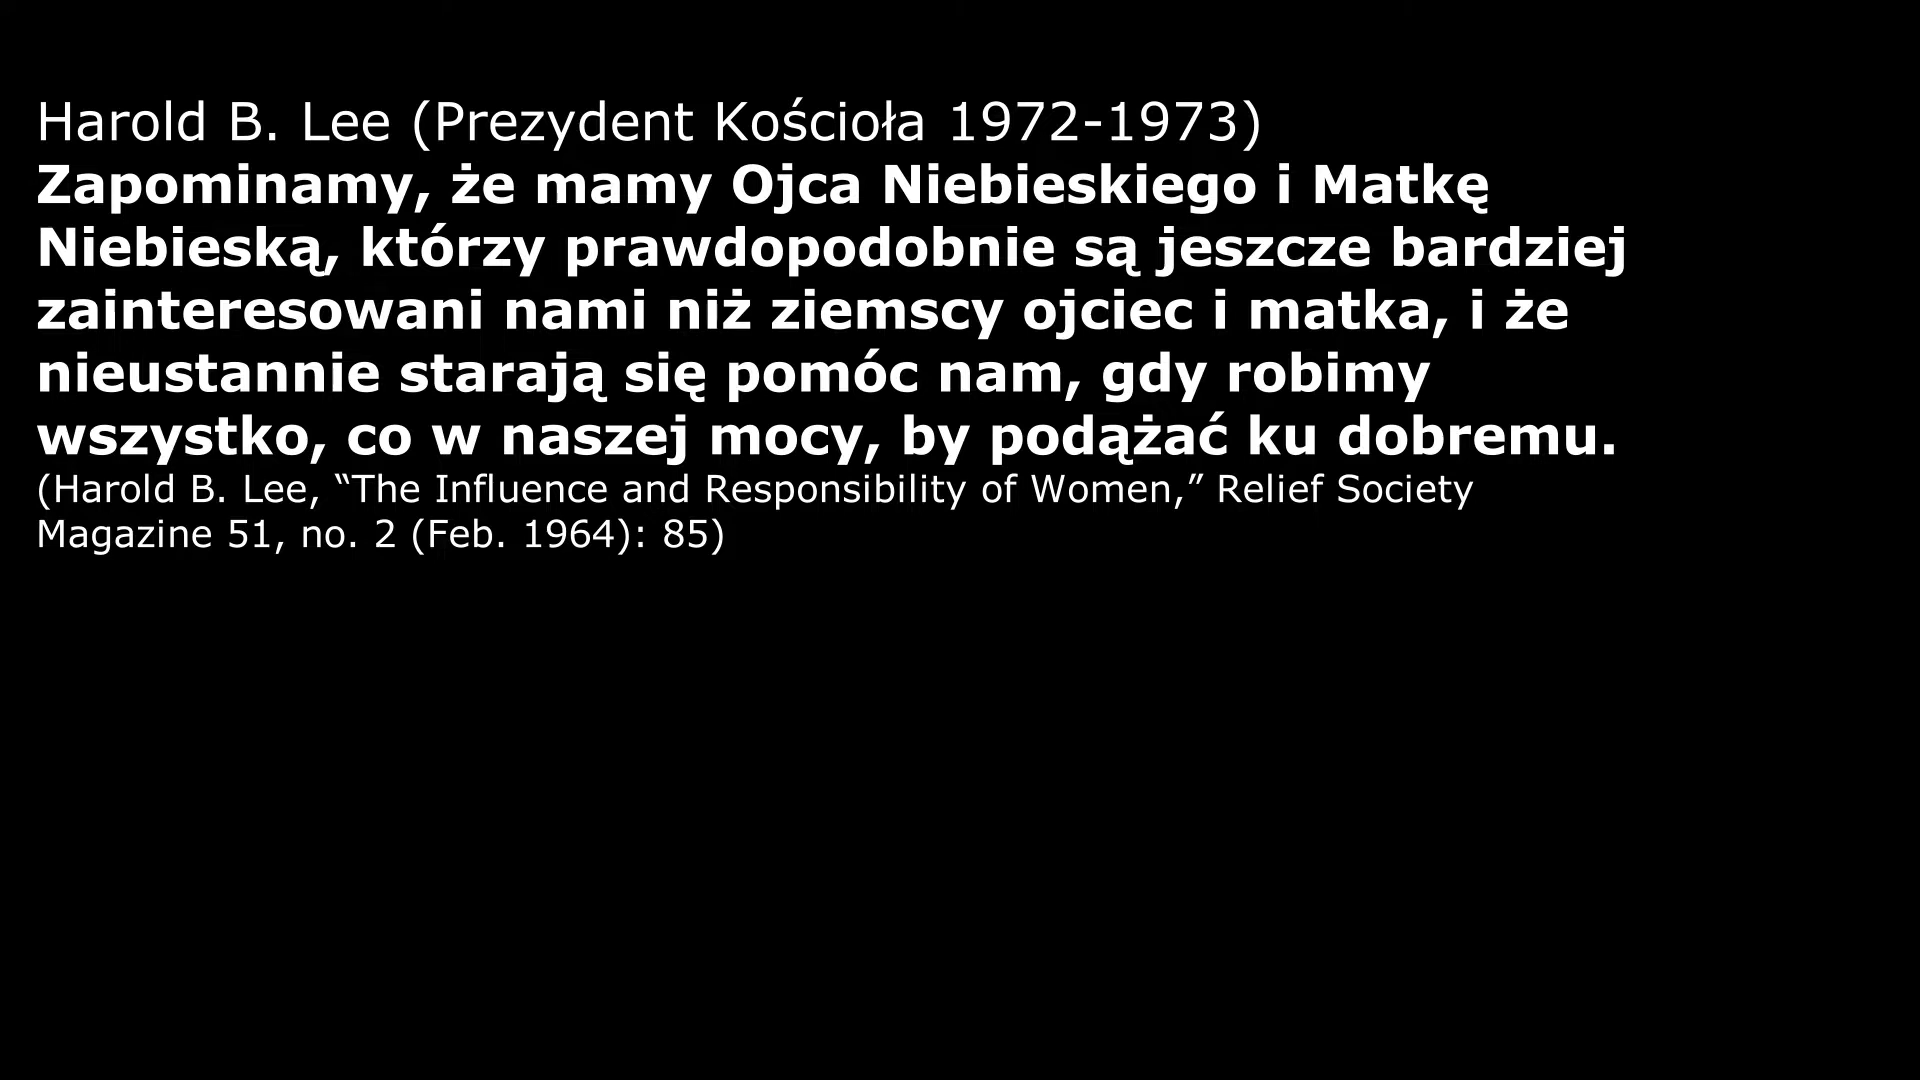 Harold B. Lee (Prezydent Kościoła 1972-1973)
Zapominamy, że mamy Ojca Niebieskiego i Matkę
Niebieską, którzy prawdopodobnie są jeszcze bardziej
zainteresowani nami niż ziemscy ojciec i matka, i że
nieustannie starają się pomóc nam, gdy robimy
wszystko, co w naszej mocy, by podążać ku dobremu.
(Harold B. Lee, “The Influence and Responsibility of Women,” Relief Society
Magazine 51, no. 2 (Feb. 1964): 85)